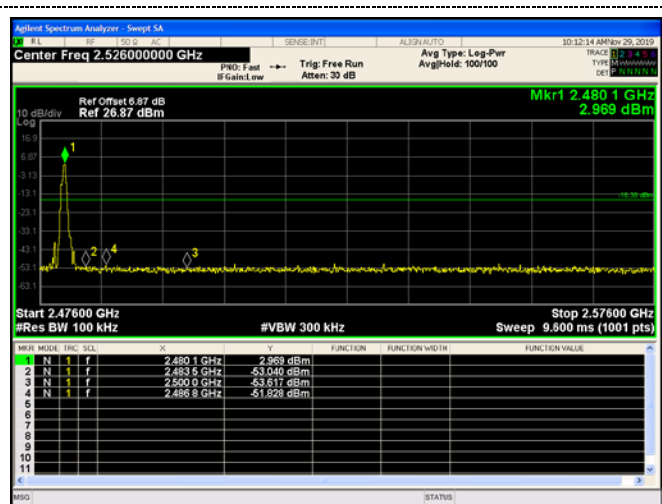 Agilent Spectrum Analyzer - Swept SA
RL RF 50 Ω AC SENSE:INT ALIGNAUTO 10:12:14 AMNov 29, 2019
Center Freq 2.526000000 GHz
PNO: Fast
IFGain:Low
Trig: Free Run
Atten: 30 dB
Avg Type: Log-Pwr
Avg|Hold: 100/100
TRACE 1 2 3 4 5 6
TYPE M
DET P N N N N N
Mkr1 2.480 1 GHz
2.969 dBm
Ref Offset 6.87 dB
10 dB/div Ref 26.87 dBm
Log
16.9
6.87
-3.13
-13.1
-23.1
-33.1
-43.1
-53.1
-63.1
1
2
4
3
Start 2.47600 GHz Stop 2.57600 GHz
#Res BW 100 kHz #VBW 300 kHz Sweep 9.600 ms (1001 pts)
MKR MODE TRC SCL X Y FUNCTION FUNCTION WIDTH FUNCTION VALUE
1 N 1 f 2.480 1 GHz 2.969 dBm
2 N 1 f 2.483 5 GHz -53.040 dBm
3 N 1 f 2.500 0 GHz -53.617 dBm
4 N 1 f 2.486 8 GHz -51.828 dBm
5
6
7
8
9
10
11
MSG STATUS